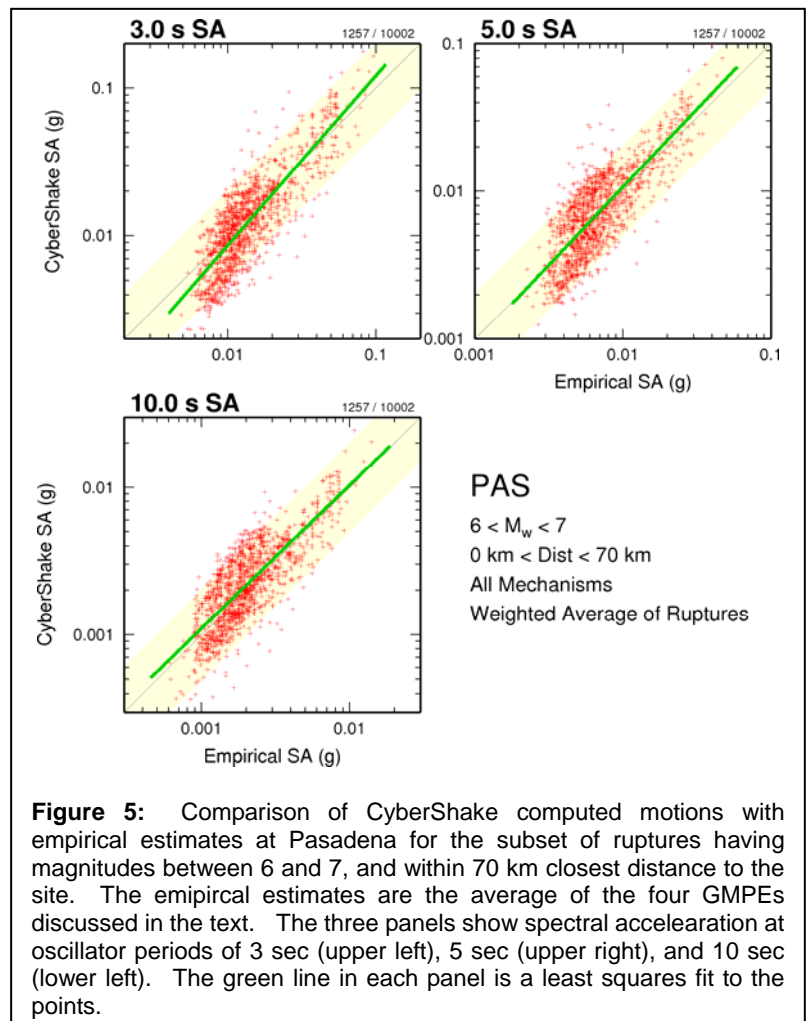 3.0 s SA
1257 / 10002
0.1
0.01
CyberShake SA (g)
0.01
0.1
5.0 s SA
1257 / 10002
0.1
0.01
0.001
0.001
0.01
0.1
Empirical SA (g)
10.0 s SA
1257 / 10002
0.01
0.001
CyberShake SA (g)
0.001
0.01
Empirical SA (g)
PAS
6 < Mw < 7
0 km < Dist < 70 km
All Mechanisms
Weighted Average of Ruptures
Figure 5: Comparison of CyberShake computed motions with
empirical estimates at Pasadena for the subset of ruptures having
magnitudes between 6 and 7, and within 70 km closest distance to the
site. The emipircal estimates are the average of the four GMPEs
discussed in the text. The three panels show spectral accelearation at
oscillator periods of 3 sec (upper left), 5 sec (upper right), and 10 sec
(lower left). The green line in each panel is a least squares fit to the
points.